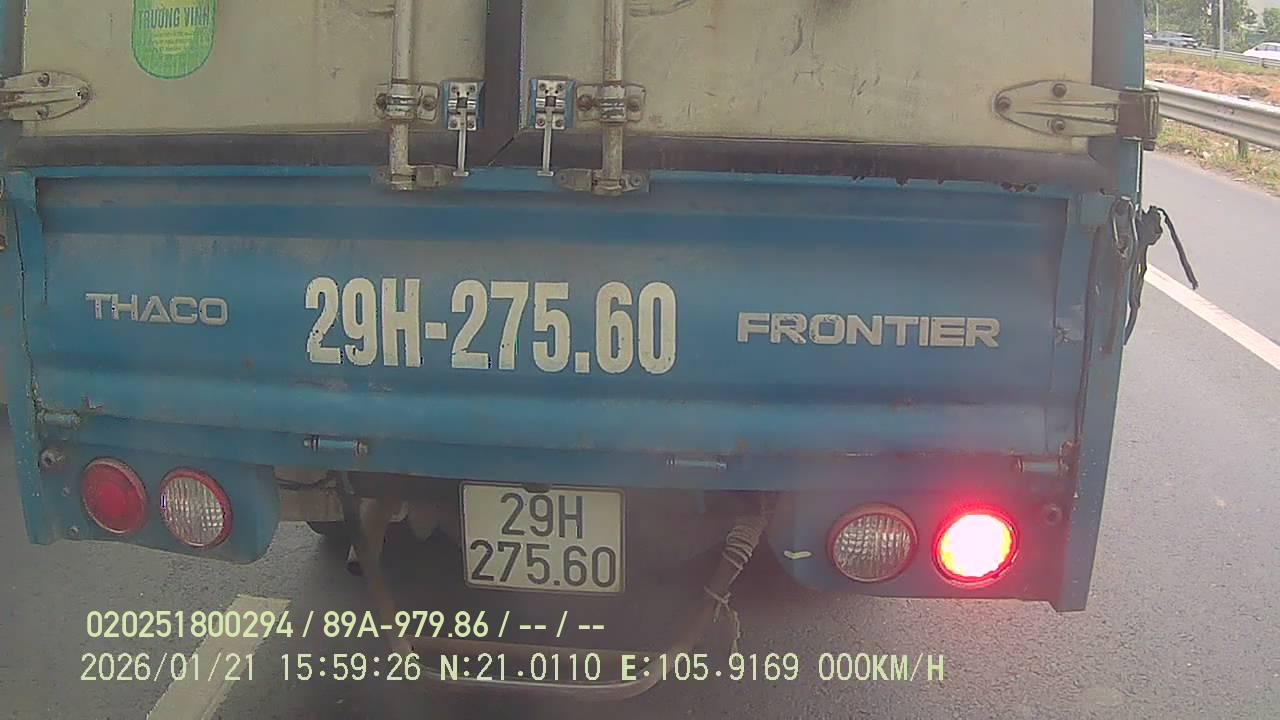 TRƯỜNG VINH
THACO
29H-275.60
FRONTIER
29H
275.60
020251800294 / 89A-979.86 / -- / --
2026/01/21 15:59:26 N:21.0110 E:105.9169 000KM/H